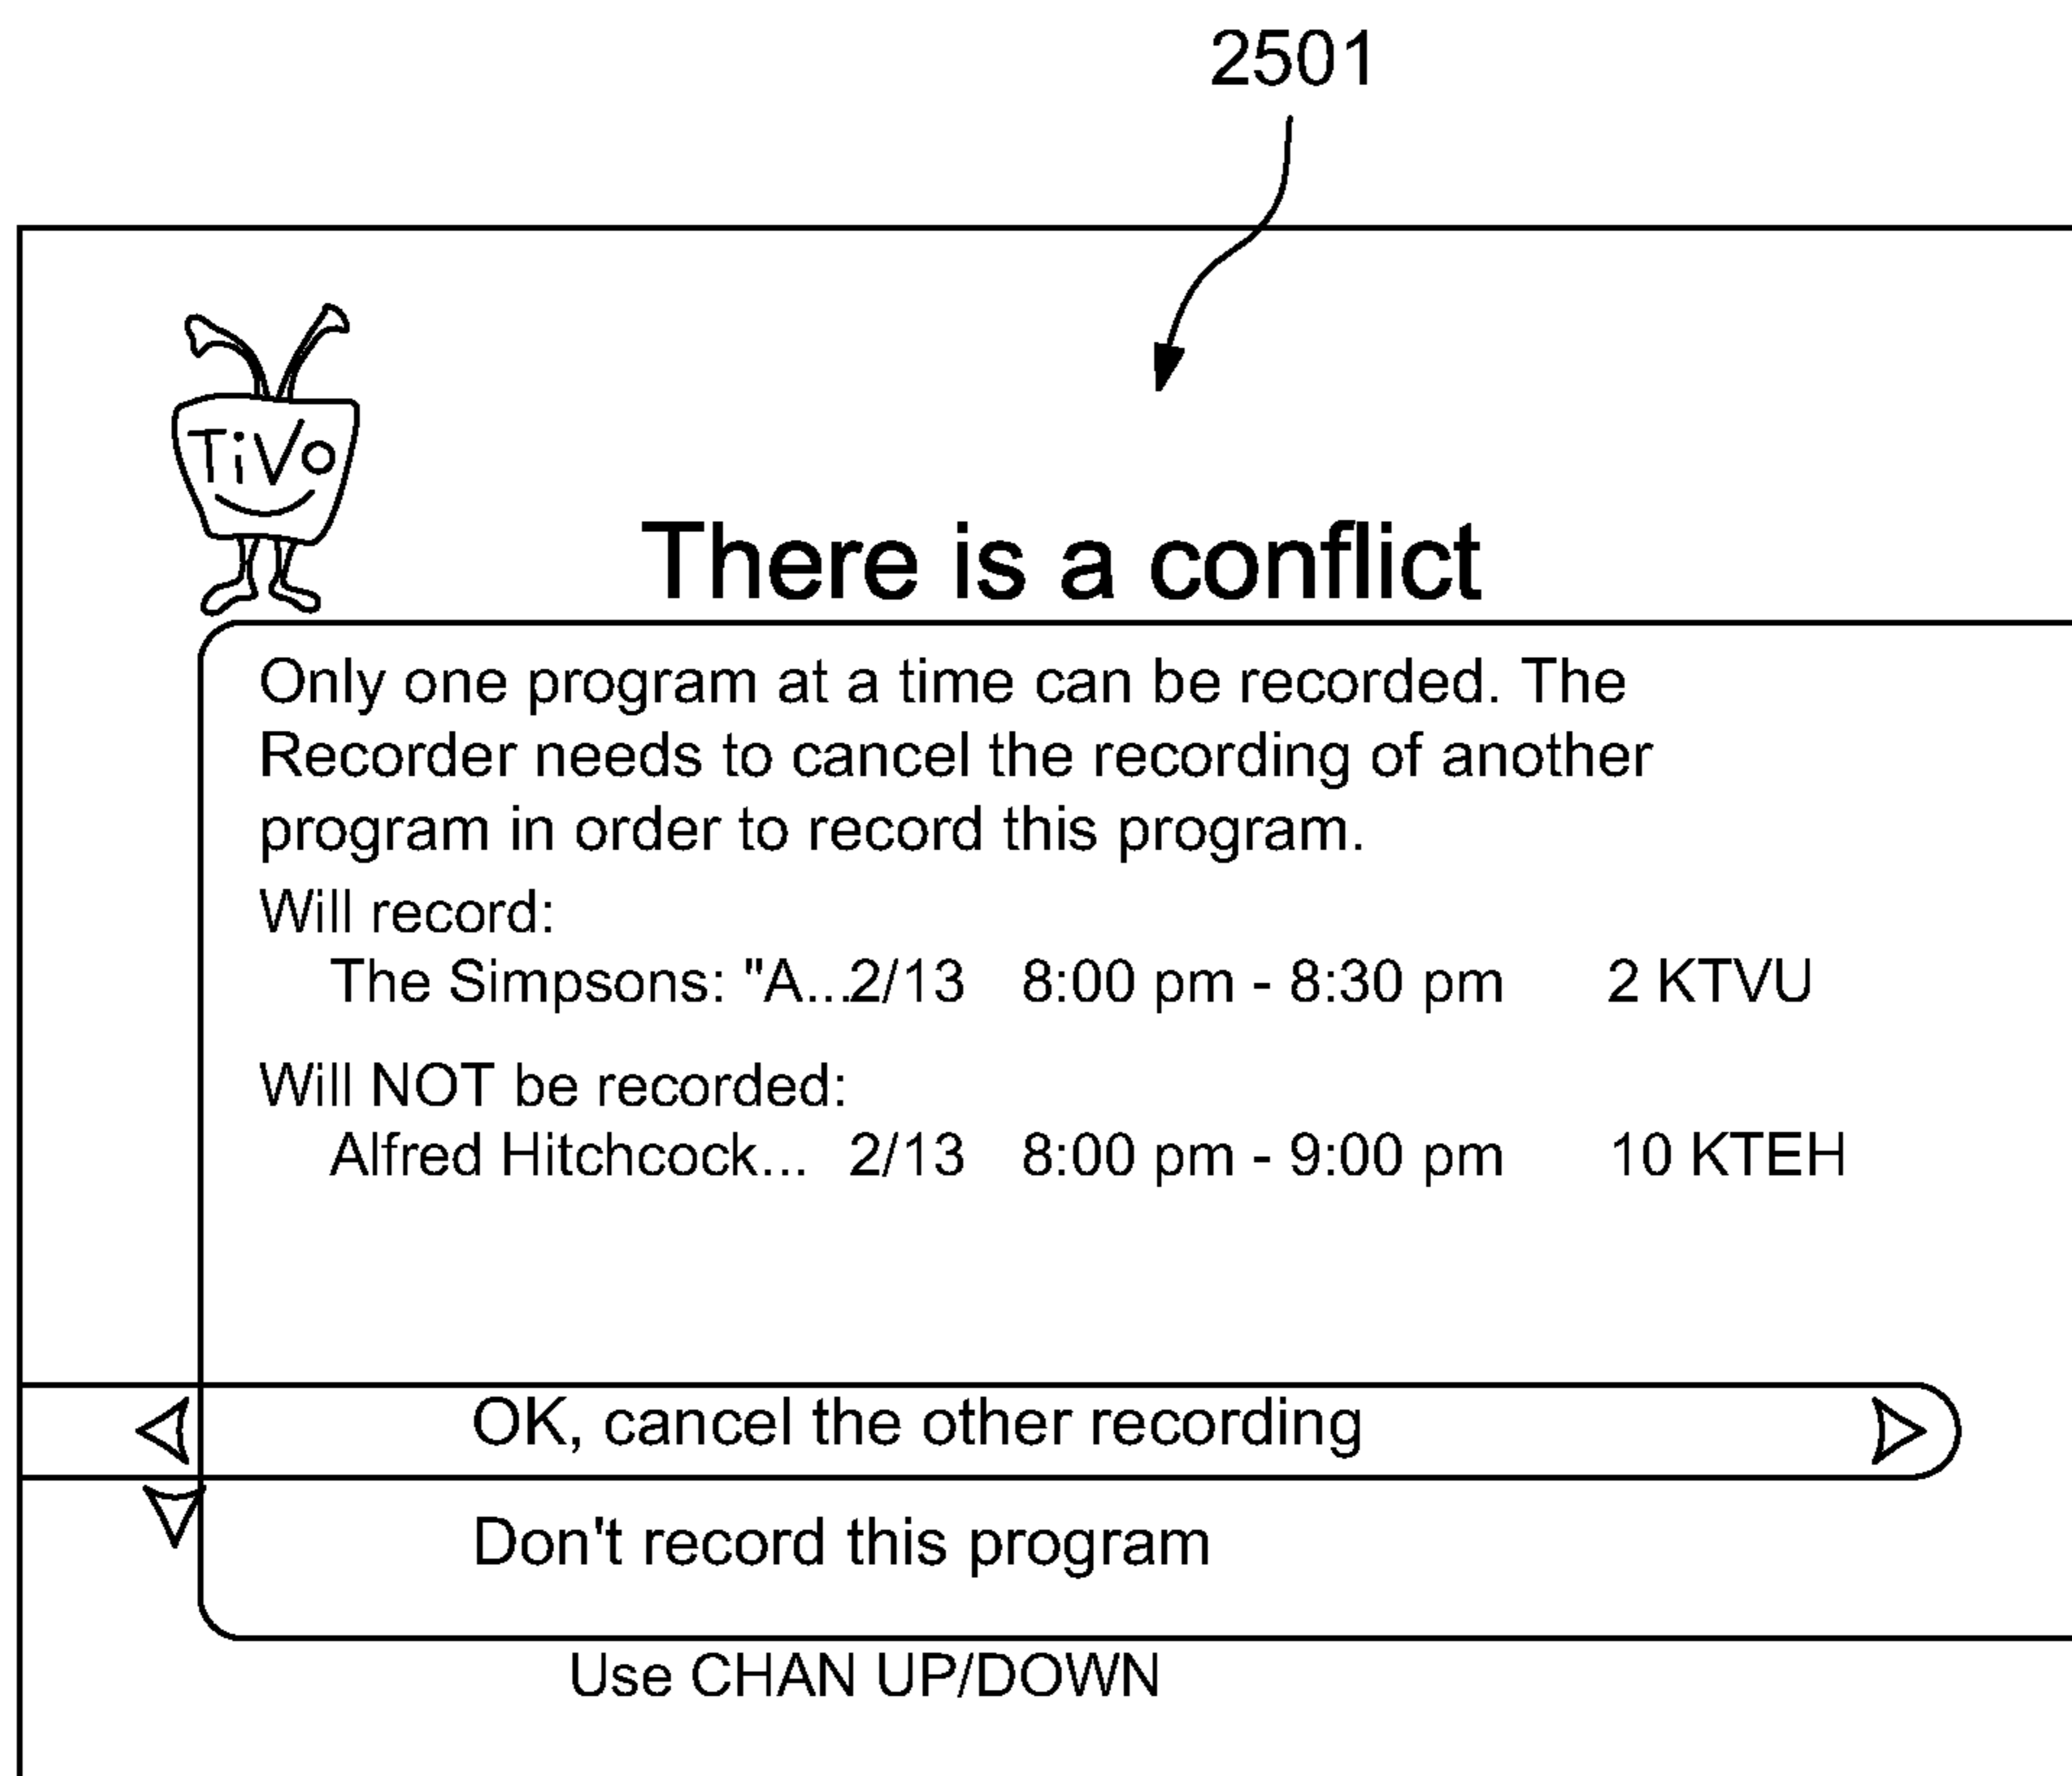 2501
TiVo
There is a conflict
Only one program at a time can be recorded. The
Recorder needs to cancel the recording of another
program in order to record this program.
Will record:
The Simpsons: "A...2/13 8:00 pm - 8:30 pm 2 KTVU
Will NOT be recorded:
Alfred Hitchcock... 2/13 8:00 pm - 9:00 pm 10 KTEH
OK, cancel the other recording
Don't record this program
Use CHAN UP/DOWN